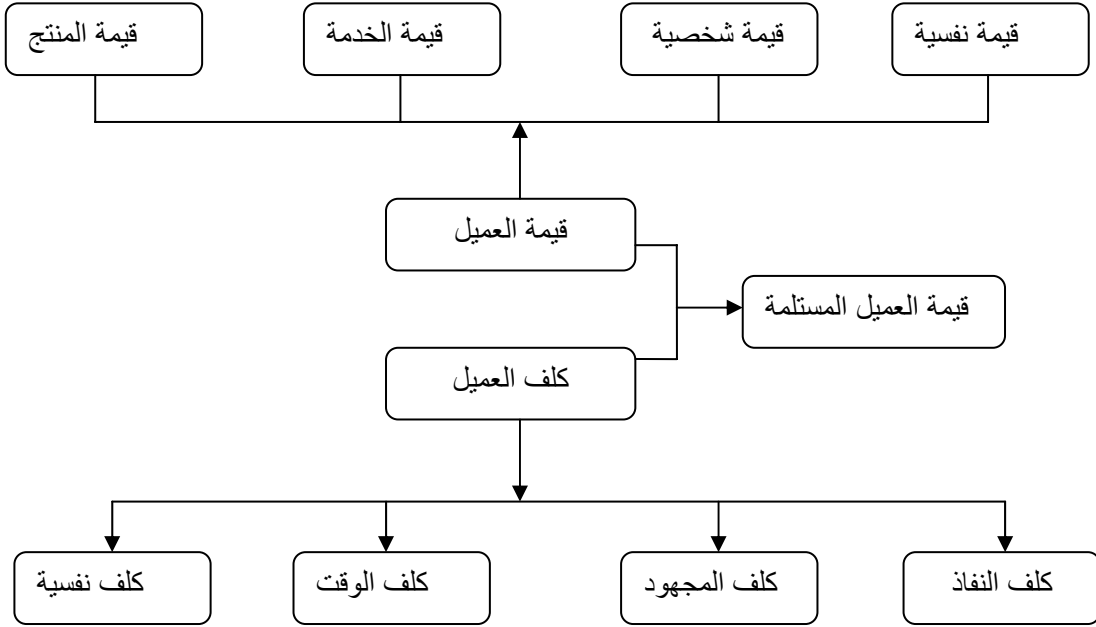 قيمة نفسية
قيمة شخصية
قيمة الخدمة
قيمة المنتج
قيمة العميل
قيمة العميل المستلمة
كلف العميل
كلف النفاذ
كلف المجهود
كلف الوقت
كلف نفسية